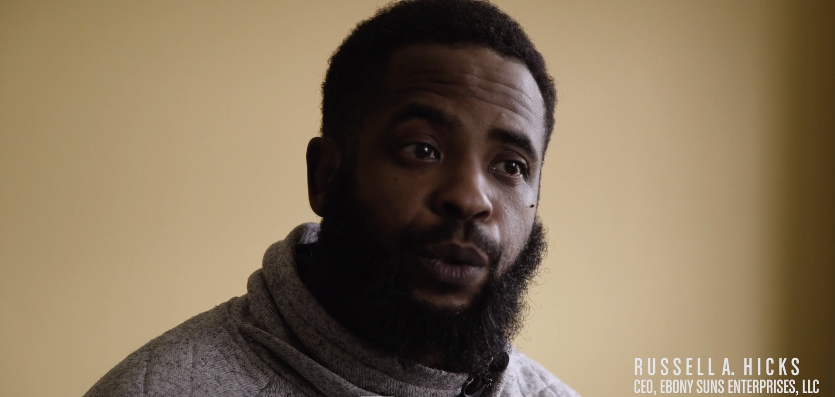 RUSSELL A. HICKS
CEO, EBONY SUNS ENTERPRISES, LLC